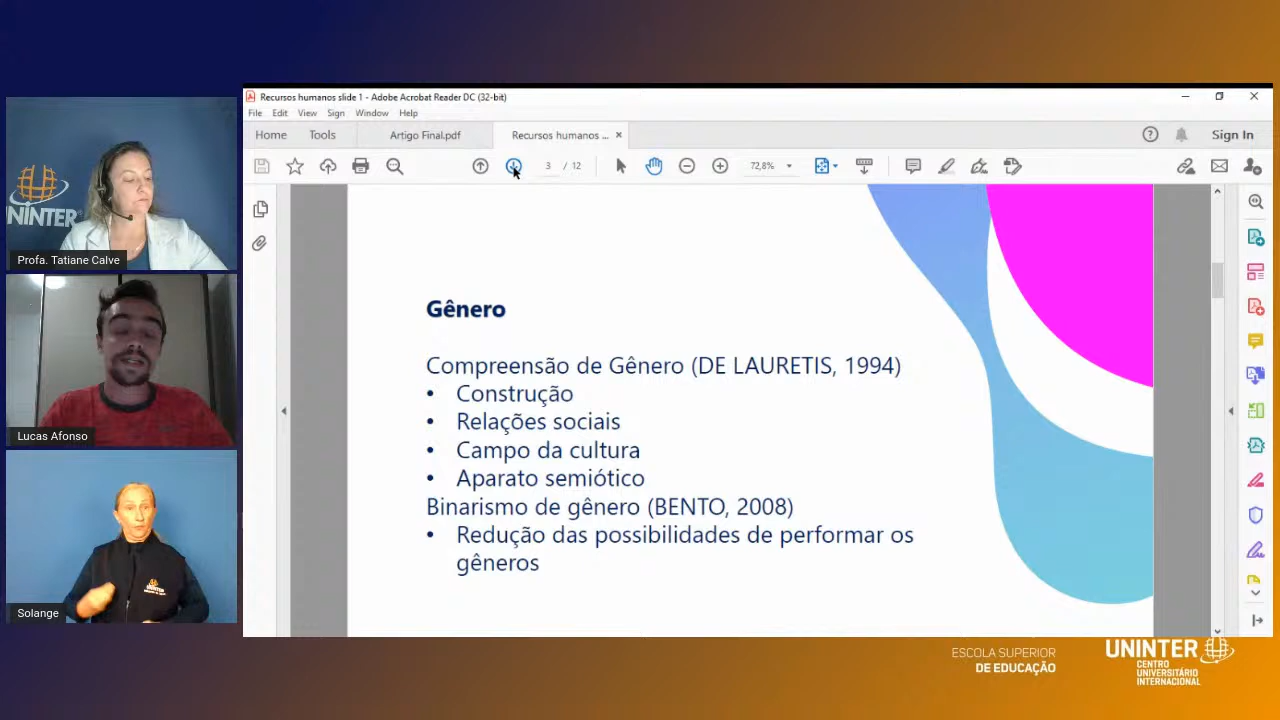 UNINTER
Profa. Tatiane Calve
Lucas Afonso
Solange
Recursos humanos slide 1 - Adobe Acrobat Reader DC (32-bit)
File Edit View Sign Window Help
Home Tools Artigo Final.pdf Recursos humanos ... × Sign In
3 / 12 72,8%
Gênero
Compreensão de Gênero (DE LAURETIS, 1994)
• Construção
• Relações sociais
• Campo da cultura
• Aparato semiótico
Binarismo de gênero (BENTO, 2008)
• Redução das possibilidades de performar os
gêneros
ESCOLA SUPERIOR
DE EDUCAÇÃO
UNINTER
CENTRO
UNIVERSITÁRIO
INTERNACIONAL
UNINTER